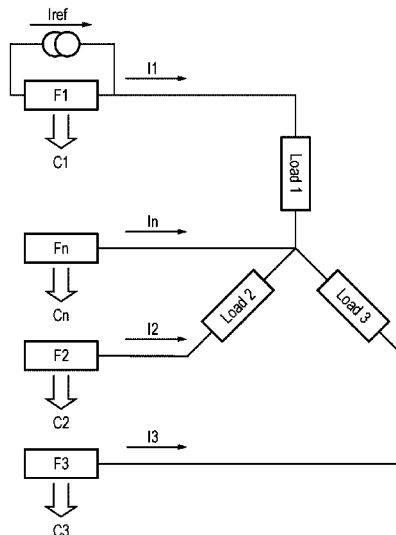 Iref
F1
I1
C1
Load 1
Fn
In
Cn
Load 2
Load 3
F2
I2
C2
F3
I3
C3